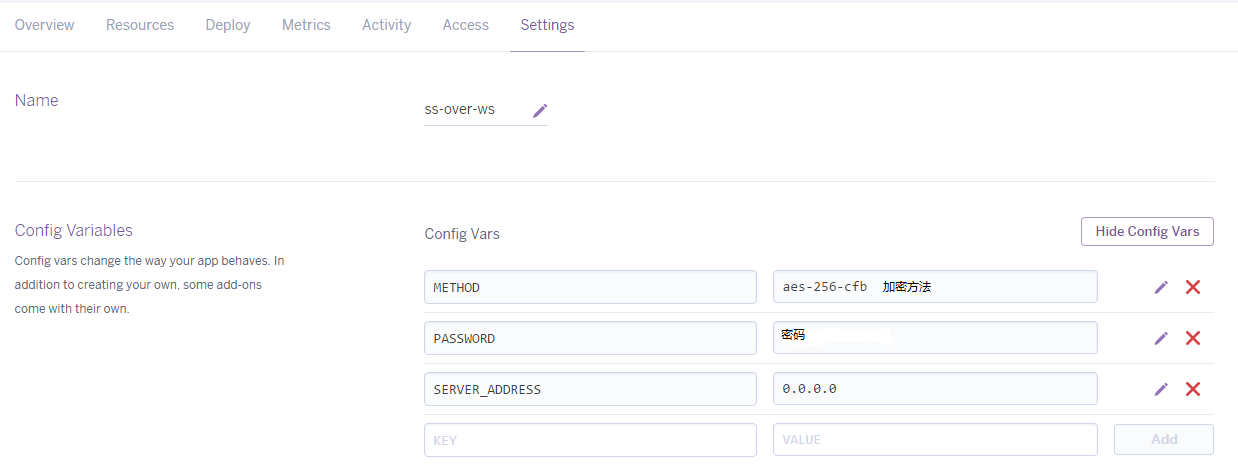 Overview Resources Deploy Metrics Activity Access Settings
Name
ss-over-ws
Config Variables
Config vars change the way your app behaves. In
addition to creating your own, some add-ons
come with their own.
Config Vars
Hide Config Vars
METHOD aes-256-cfb 加密方法
PASSWORD 密码
SERVER_ADDRESS 0.0.0.0
KEY VALUE Add